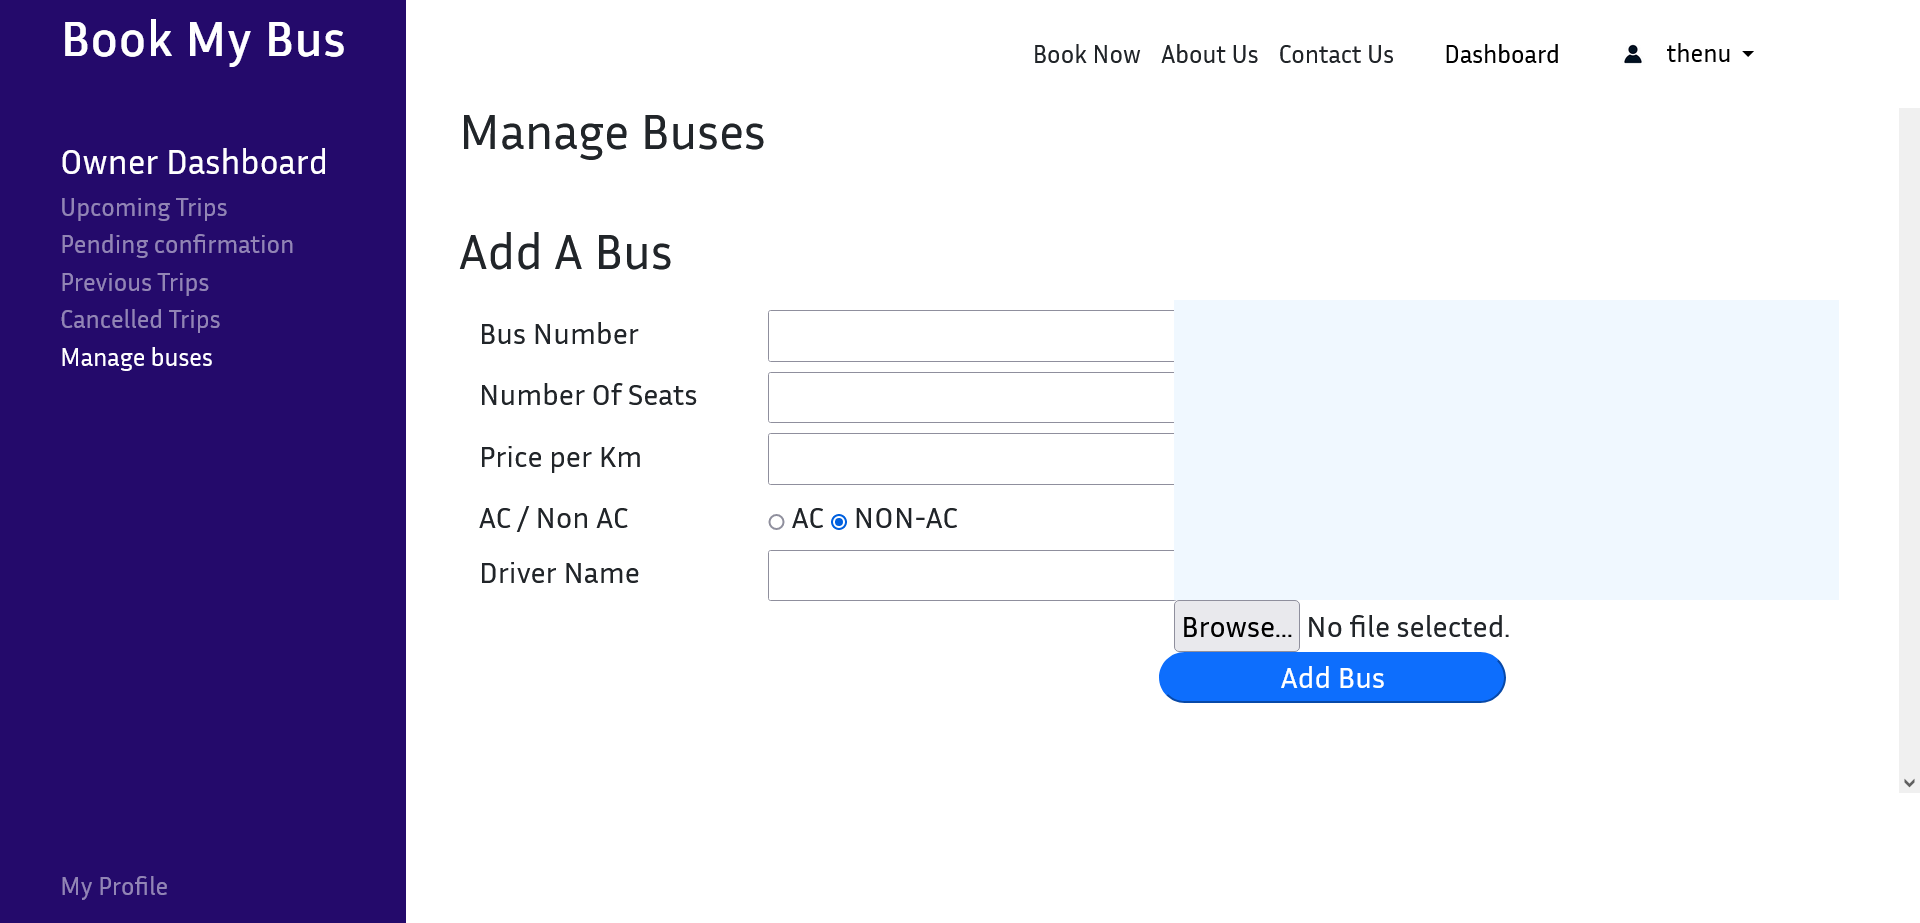 Book My Bus
Book Now About Us Contact Us Dashboard thenu
Owner Dashboard
Upcoming Trips
Pending confirmation
Previous Trips
Cancelled Trips
Manage buses
My Profile
Manage Buses
Add A Bus
Bus Number
Number Of Seats
Price per Km
AC / Non AC AC NON-AC
Driver Name
Browse... No file selected.
Add Bus